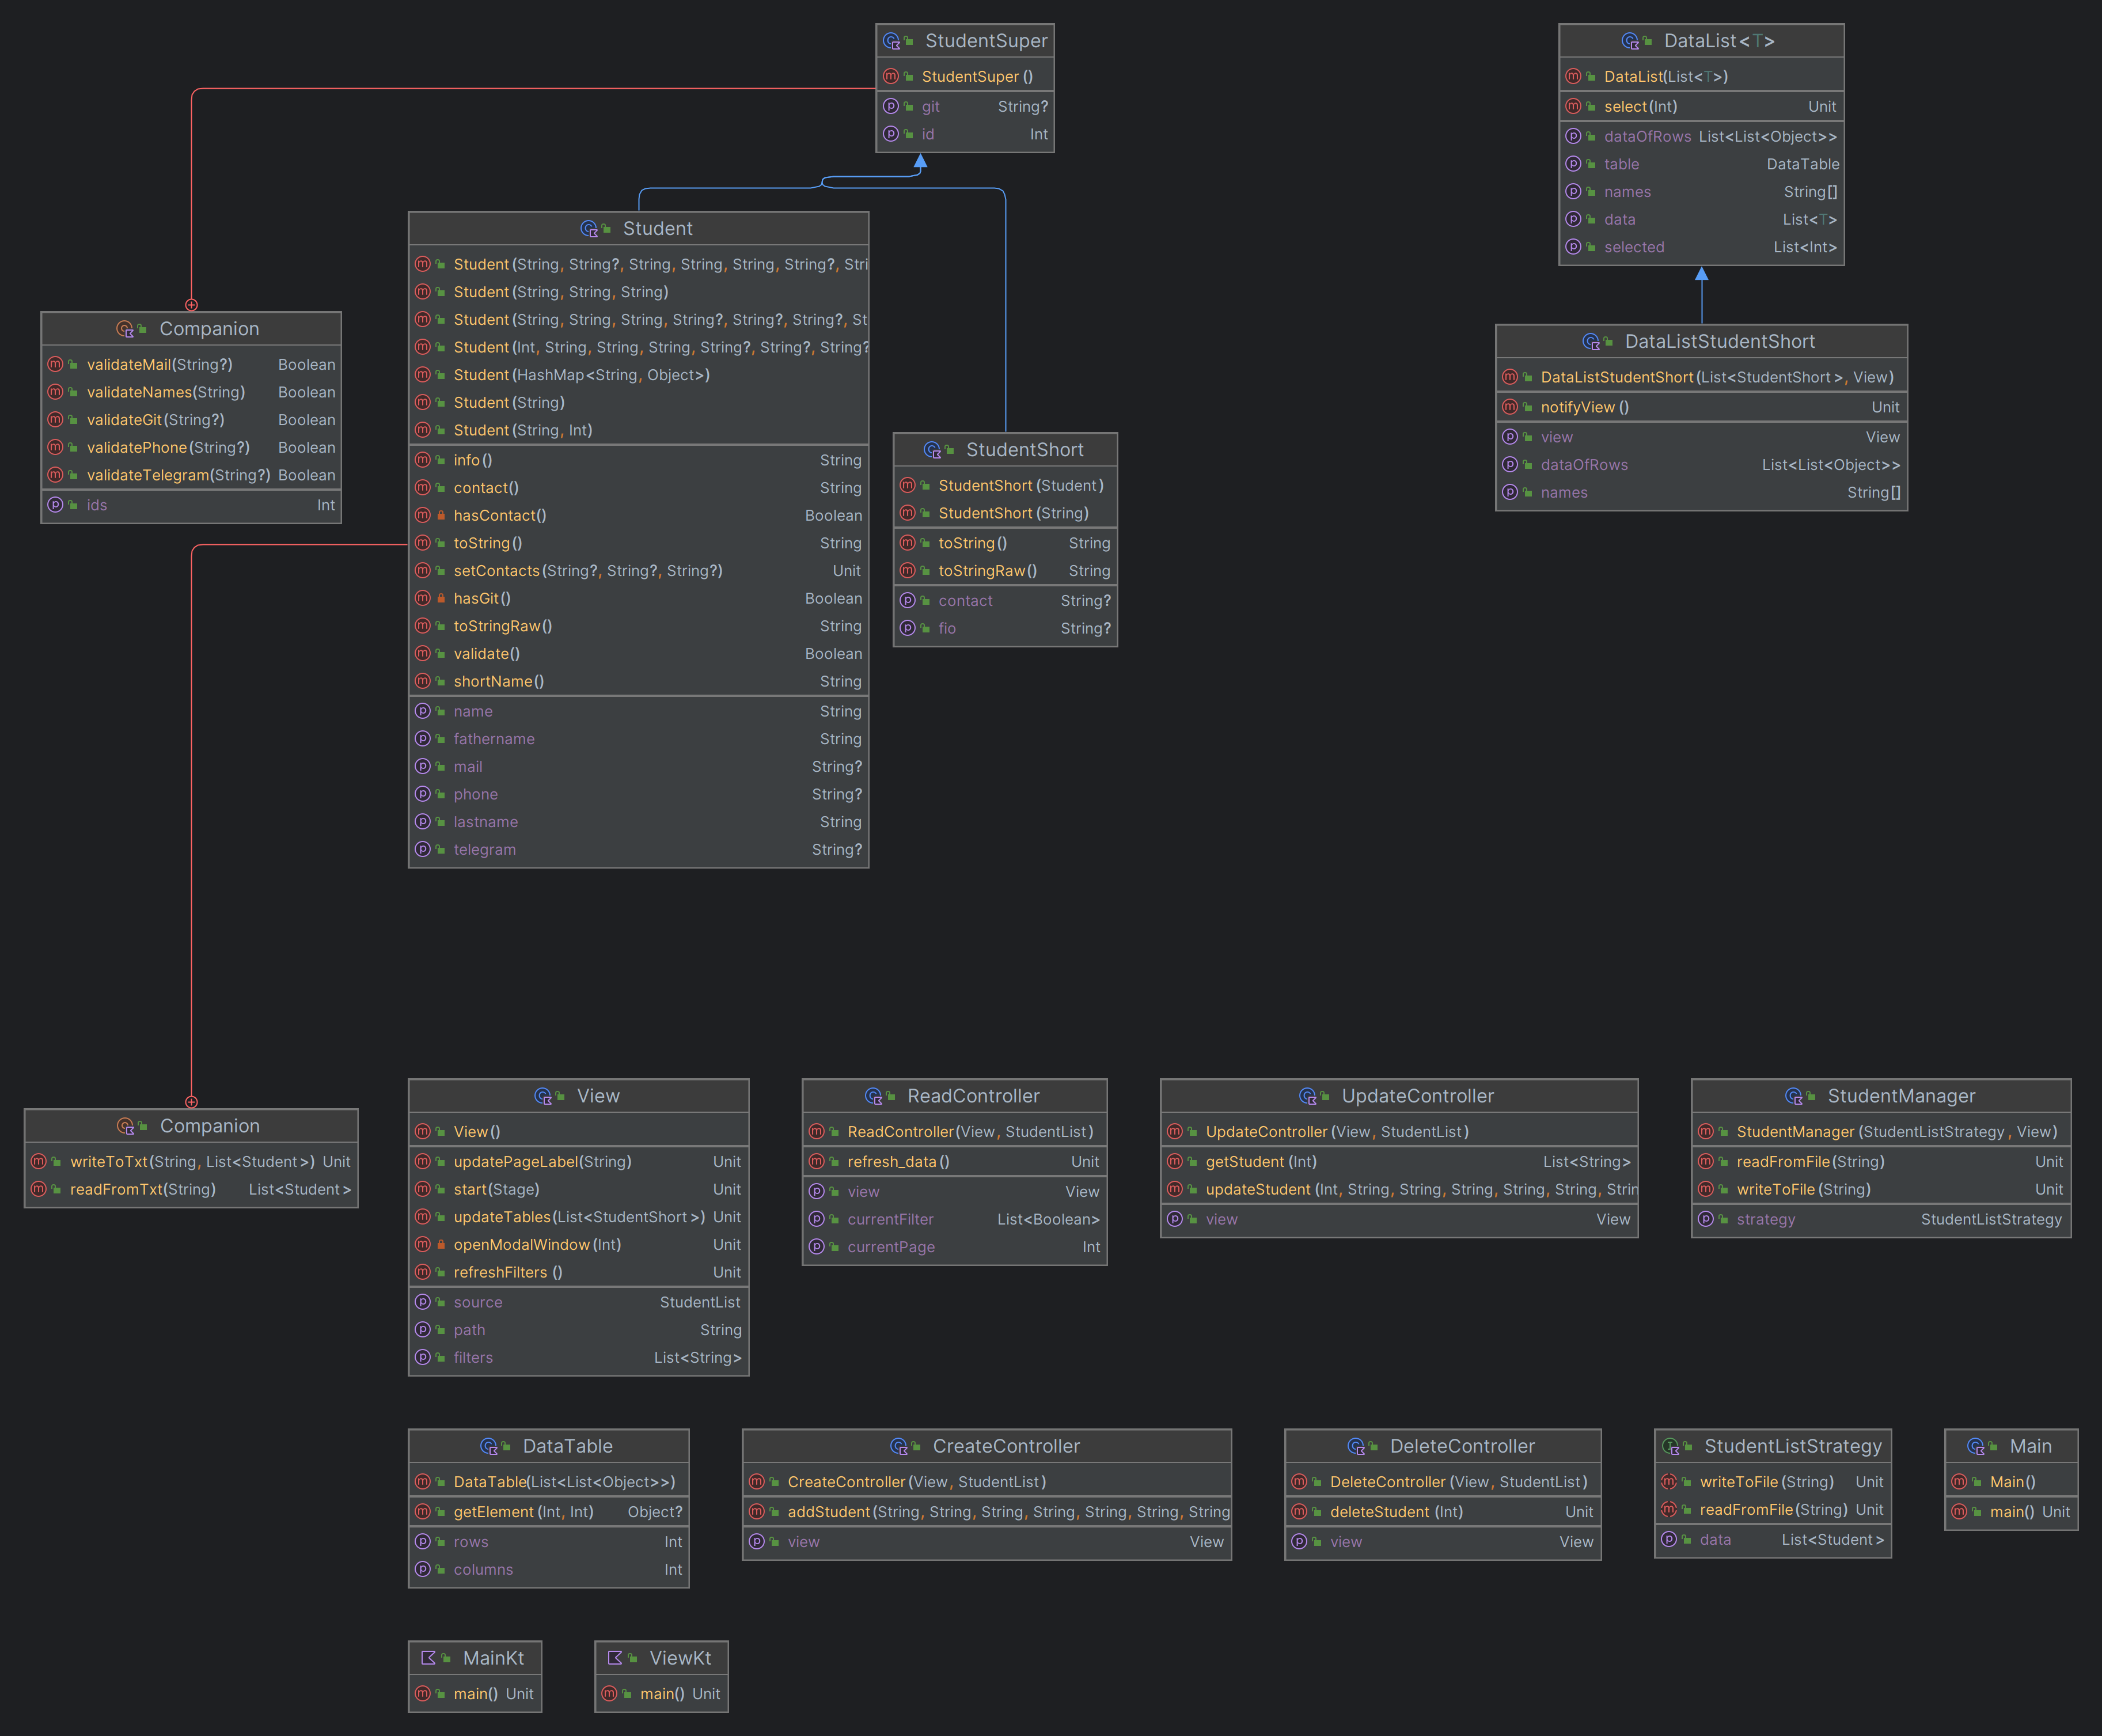 StudentSuper
StudentSuper()
git String?
id Int
DataList<T>
DataList(List<T>)
select(Int) Unit
dataOfRows List<List<Object>>
table DataTable
names String[]
data List<T>
selected List<Int>
Student
Student(String, String?, String, String, String, String?, Stri
Student(String, String, String)
Student(String, String, String, String?, String?, String?, St
Student(Int, String, String, String, String?, String?, String?
Student(HashMap<String, Object>)
Student(String)
Student(String, Int)
info() String
contact() String
hasContact() Boolean
toString() String
setContacts(String?, String?, String?) Unit
hasGit() Boolean
toStringRaw() String
validate() Boolean
shortName() String
name String
fathername String
mail String?
phone String?
lastname String
telegram String?
Companion
validateMail(String?) Boolean
validateNames(String) Boolean
validateGit(String?) Boolean
validatePhone(String?) Boolean
validateTelegram(String?) Boolean
ids Int
DataListStudentShort
DataListStudentShort(List<StudentShort>, View)
notifyView() Unit
view View
dataOfRows List<List<Object>>
names String[]
StudentShort
StudentShort(Student)
StudentShort(String)
toString() String
toStringRaw() String
contact String?
fio String?
Companion
writeToTxt(String, List<Student>) Unit
readFromTxt(String) List<Student>
View
View()
updatePageLabel(String) Unit
start(Stage) Unit
updateTables(List<StudentShort>) Unit
openModalWindow(Int) Unit
refreshFilters() Unit
source StudentList
path String
filters List<String>
ReadController
ReadController(View, StudentList)
refresh_data() Unit
view View
currentFilter List<Boolean>
currentPage Int
UpdateController
UpdateController(View, StudentList)
getStudent(Int) List<String>
updateStudent(Int, String, String, String, String, String, Strin
view View
StudentManager
StudentManager(StudentListStrategy, View)
readFromFile(String) Unit
writeToFile(String) Unit
strategy StudentListStrategy
DataTable
DataTable(List<List<Object>>)
getElement(Int, Int) Object?
rows Int
columns Int
CreateController
CreateController(View, StudentList)
addStudent(String, String, String, String, String, String, String
view View
DeleteController
DeleteController(View, StudentList)
deleteStudent(Int) Unit
view View
StudentListStrategy
writeToFile(String) Unit
readFromFile(String) Unit
data List<Student>
Main
Main()
main() Unit
MainKt
main() Unit
ViewKt
main() Unit